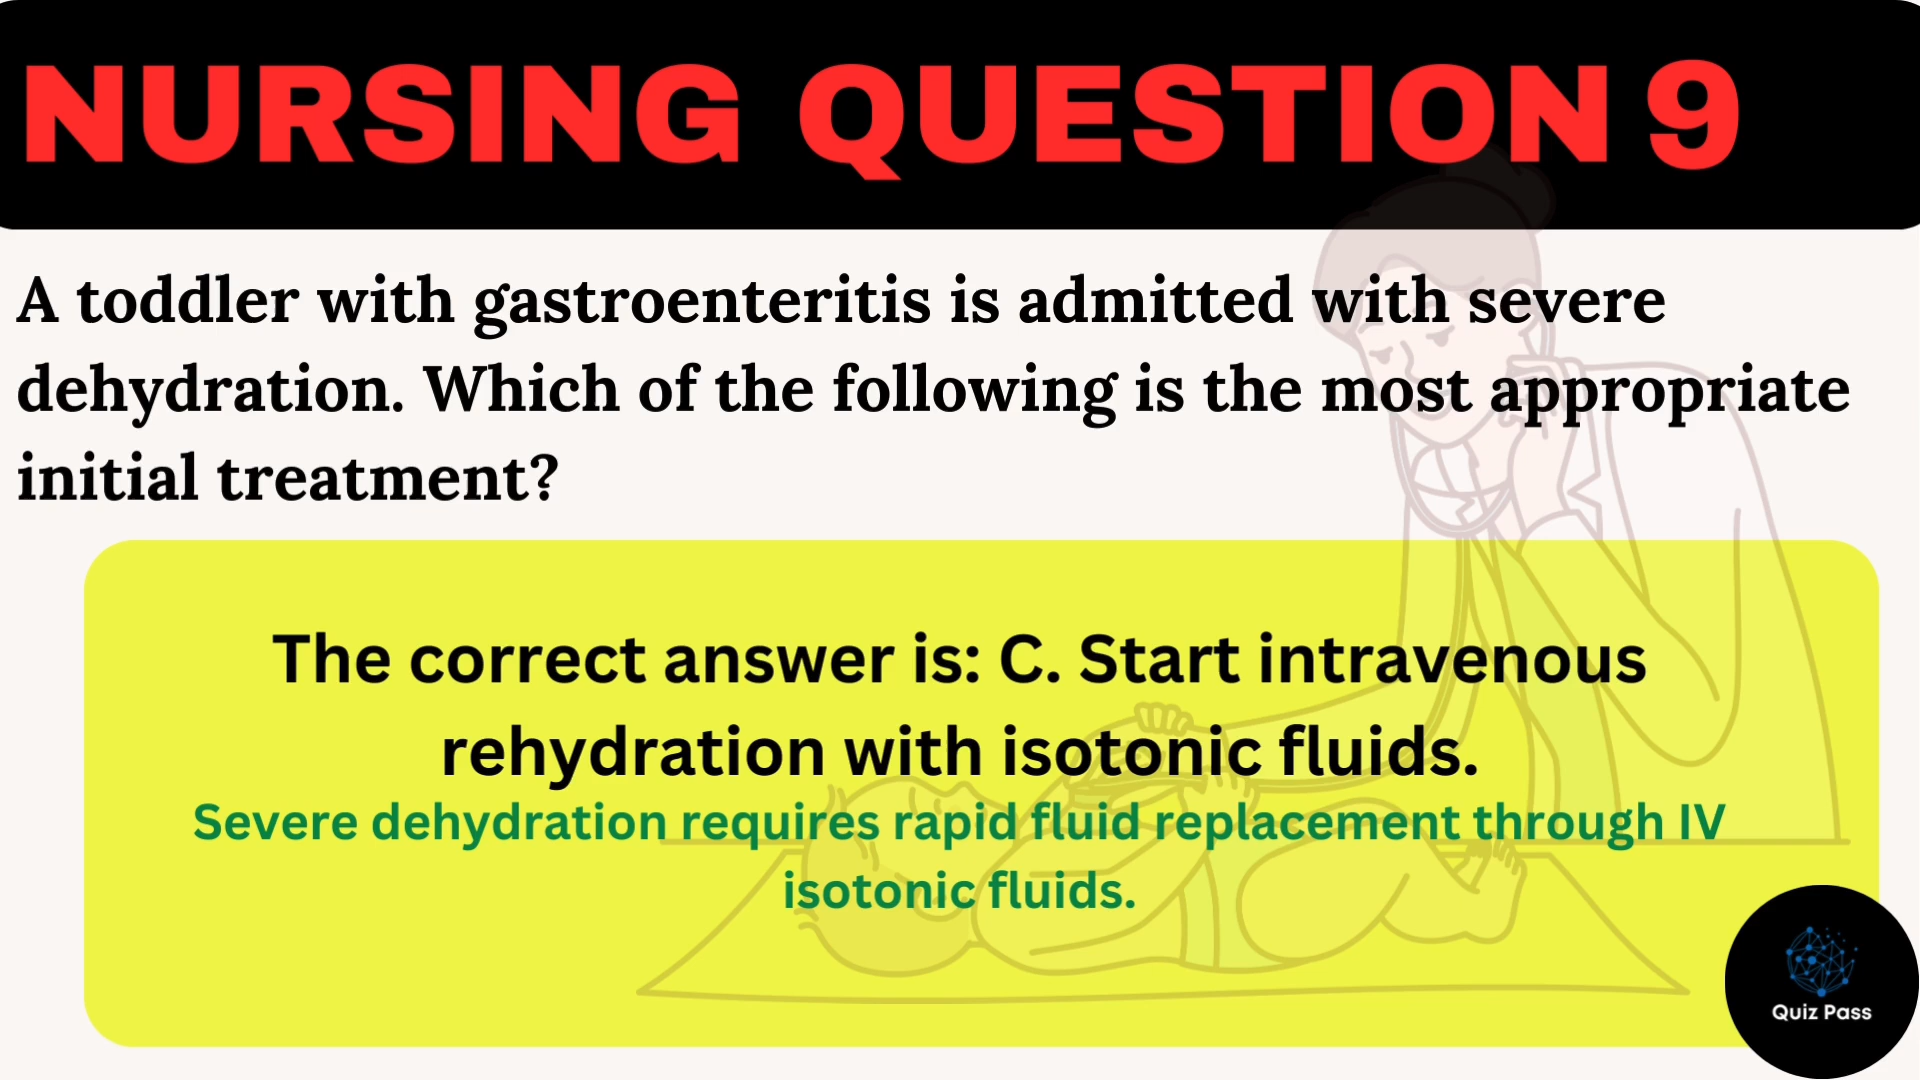 NURSING QUESTION 9
A toddler with gastroenteritis is admitted with severe
dehydration. Which of the following is the most appropriate
initial treatment?
The correct answer is: C. Start intravenous
rehydration with isotonic fluids.
Severe dehydration requires rapid fluid replacement through IV
isotonic fluids.
Quiz Pass